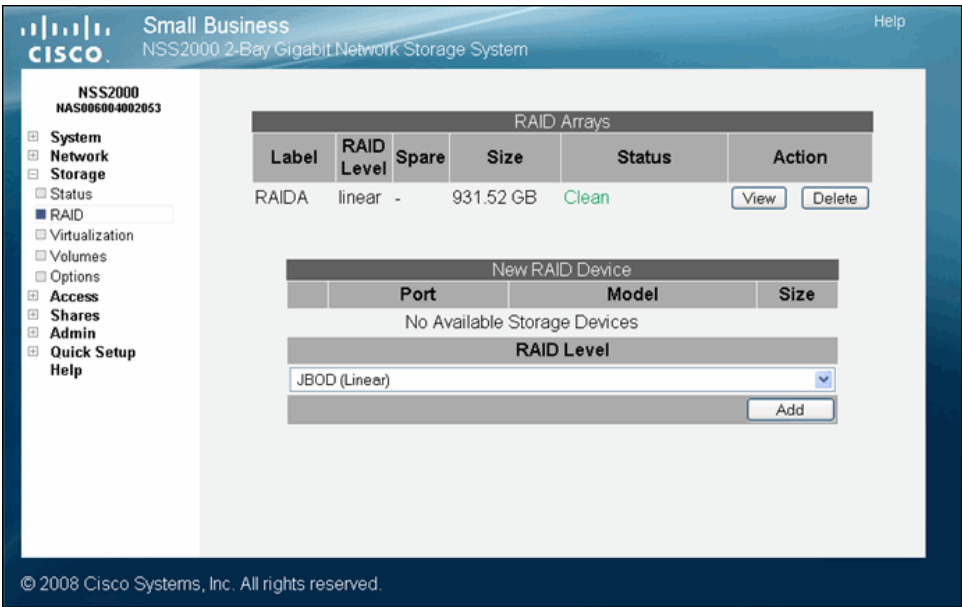 Small Business
Help
CISCO.
NSS2000 2-Bay Gigabit Network Storage System
NSS2000
NAS006004002053
System
Network
Storage
Status
RAID
Virtualization
Volumes
Options
Access
Shares
Admin
Quick Setup
Help
RAID Arrays
Label RAID Level Spare Size Status Action
RAIDA linear - 931.52 GB Clean View Delete
New RAID Device
Port Model Size
No Available Storage Devices
RAID Level
JBOD (Linear)
Add
© 2008 Cisco Systems, Inc. All rights reserved.